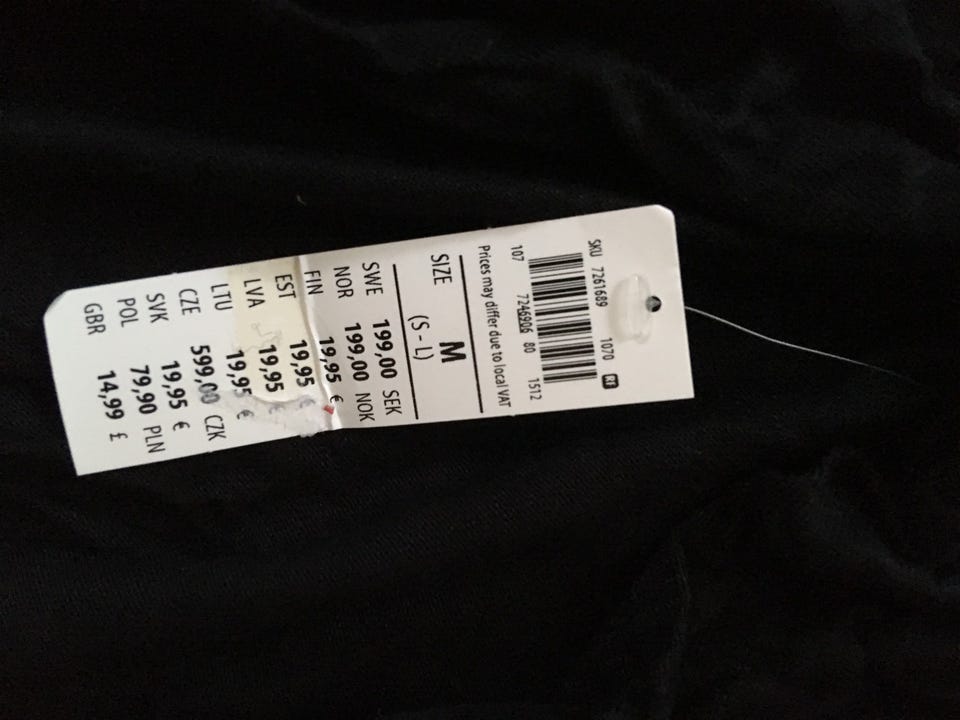 SKU 7261689 1070 RI
107 7246906 80 1512
Prices may differ due to local VAT
SIZE M
(S - L)
SWE 199,00 SEK
NOR 199,00 NOK
FIN 19,95 €
EST 19,95 €
LVA 19,95 €
LTU 19,95 €
CZE 599,00 CZK
SVK 19,95 €
POL 79,90 PLN
GBR 14,99 £